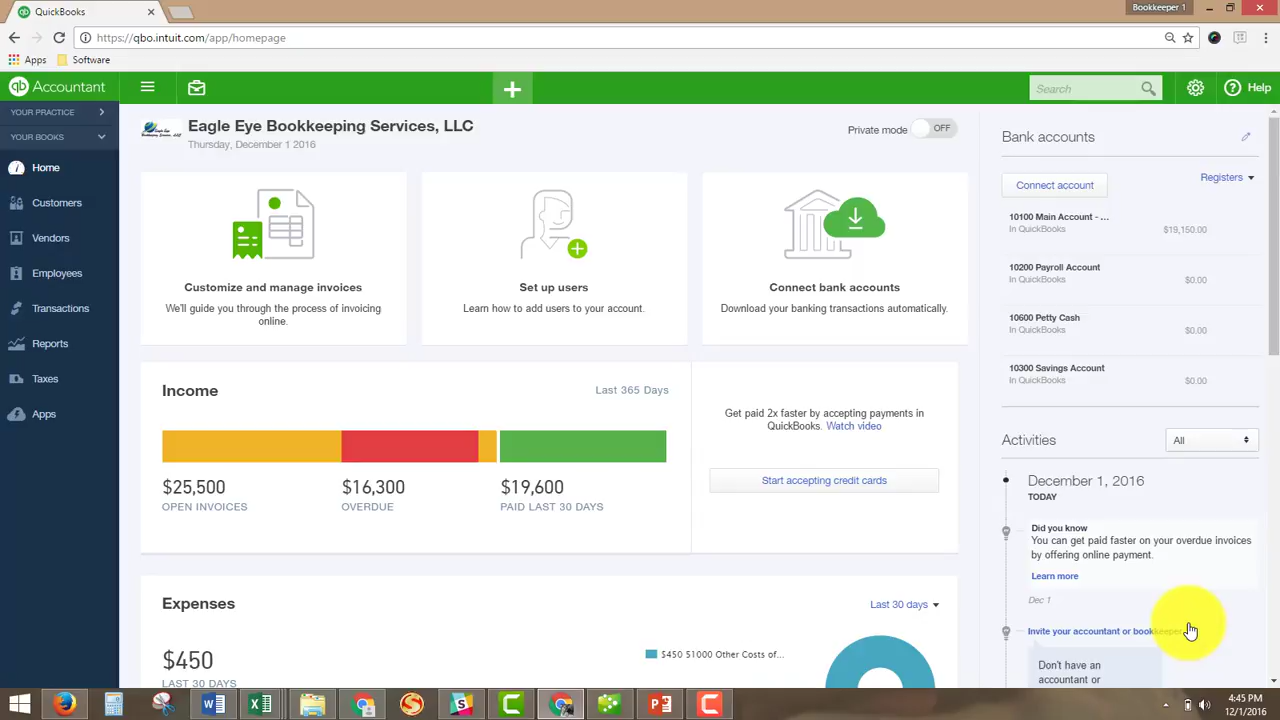 QuickBooks
Bookkeeper 1
https://qbo.intuit.com/app/homepage
Apps
Software
qb Accountant
Search
Help
YOUR PRACTICE
YOUR BOOKS
Home
Customers
Vendors
Employees
Transactions
Reports
Taxes
Apps
Eagle Eye Bookkeeping Services, LLC
Thursday, December 1 2016
Private mode
OFF
Customize and manage invoices
We'll guide you through the process of invoicing
online.
Set up users
Learn how to add users to your account.
Connect bank accounts
Download your banking transactions automatically.
Income
Last 365 Days
$25,500
OPEN INVOICES
$16,300
OVERDUE
$19,600
PAID LAST 30 DAYS
Get paid 2x faster by accepting payments in
QuickBooks. Watch video
Start accepting credit cards
Expenses
Last 30 days
$450
LAST 30 DAYS
$450 51000 Other Costs of...
Bank accounts
Connect account
Registers
10100 Main Account - ...
In QuickBooks
$19,150.00
10200 Payroll Account
In QuickBooks
$0.00
10600 Petty Cash
In QuickBooks
$0.00
10300 Savings Account
In QuickBooks
$0.00
Activities
All
December 1, 2016
TODAY
Did you know
You can get paid faster on your overdue invoices
by offering online payment.
Learn more
Dec 1
Invite your accountant or bookkeeper
Don't have an
accountant or
4:45 PM
12/1/2016